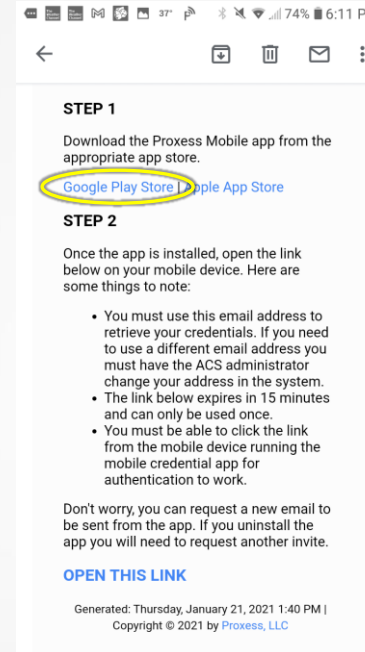 37° 74% 6:11 P
STEP 1
Download the Proxess Mobile app from the
appropriate app store.
Google Play Store | Apple App Store
STEP 2
Once the app is installed, open the link
below on your mobile device. Here are
some things to note:
• You must use this email address to
retrieve your credentials. If you need
to use a different email address you
must have the ACS administrator
change your address in the system.
• The link below expires in 15 minutes
and can only be used once.
• You must be able to click the link
from the mobile device running the
mobile credential app for
authentication to work.
Don't worry, you can request a new email to
be sent from the app. If you uninstall the
app you will need to request another invite.
OPEN THIS LINK
Generated: Thursday, January 21, 2021 1:40 PM |
Copyright © 2021 by Proxess, LLC